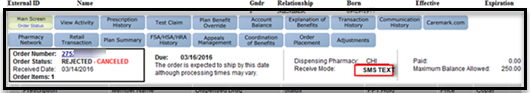 External ID Name Gndr Relationship Born Effective Expiration
Main Screen View Activity Prescription History Test Claim Plan Benefit Override Account Balance Explanation of Benefits Transaction History Communication History Caremark.com
Order Status
Pharmacy Network Retail Transaction Plan Summary FSA/HSA/HRA History Appeals Management Coordination of Benefits Order Placement Adjustments
Order Number: 275
Order Status: REJECTED - CANCELED
Received Date: 03/14/2016
Order Items: 1
Due: 03/16/2016
The order is expected to ship by this date
although processing times may vary.
Dispensing Pharmacy: CHI
Receive Mode: SMS TEXT
Paid: 0.00
Maximum Balance Allowed: 250.00